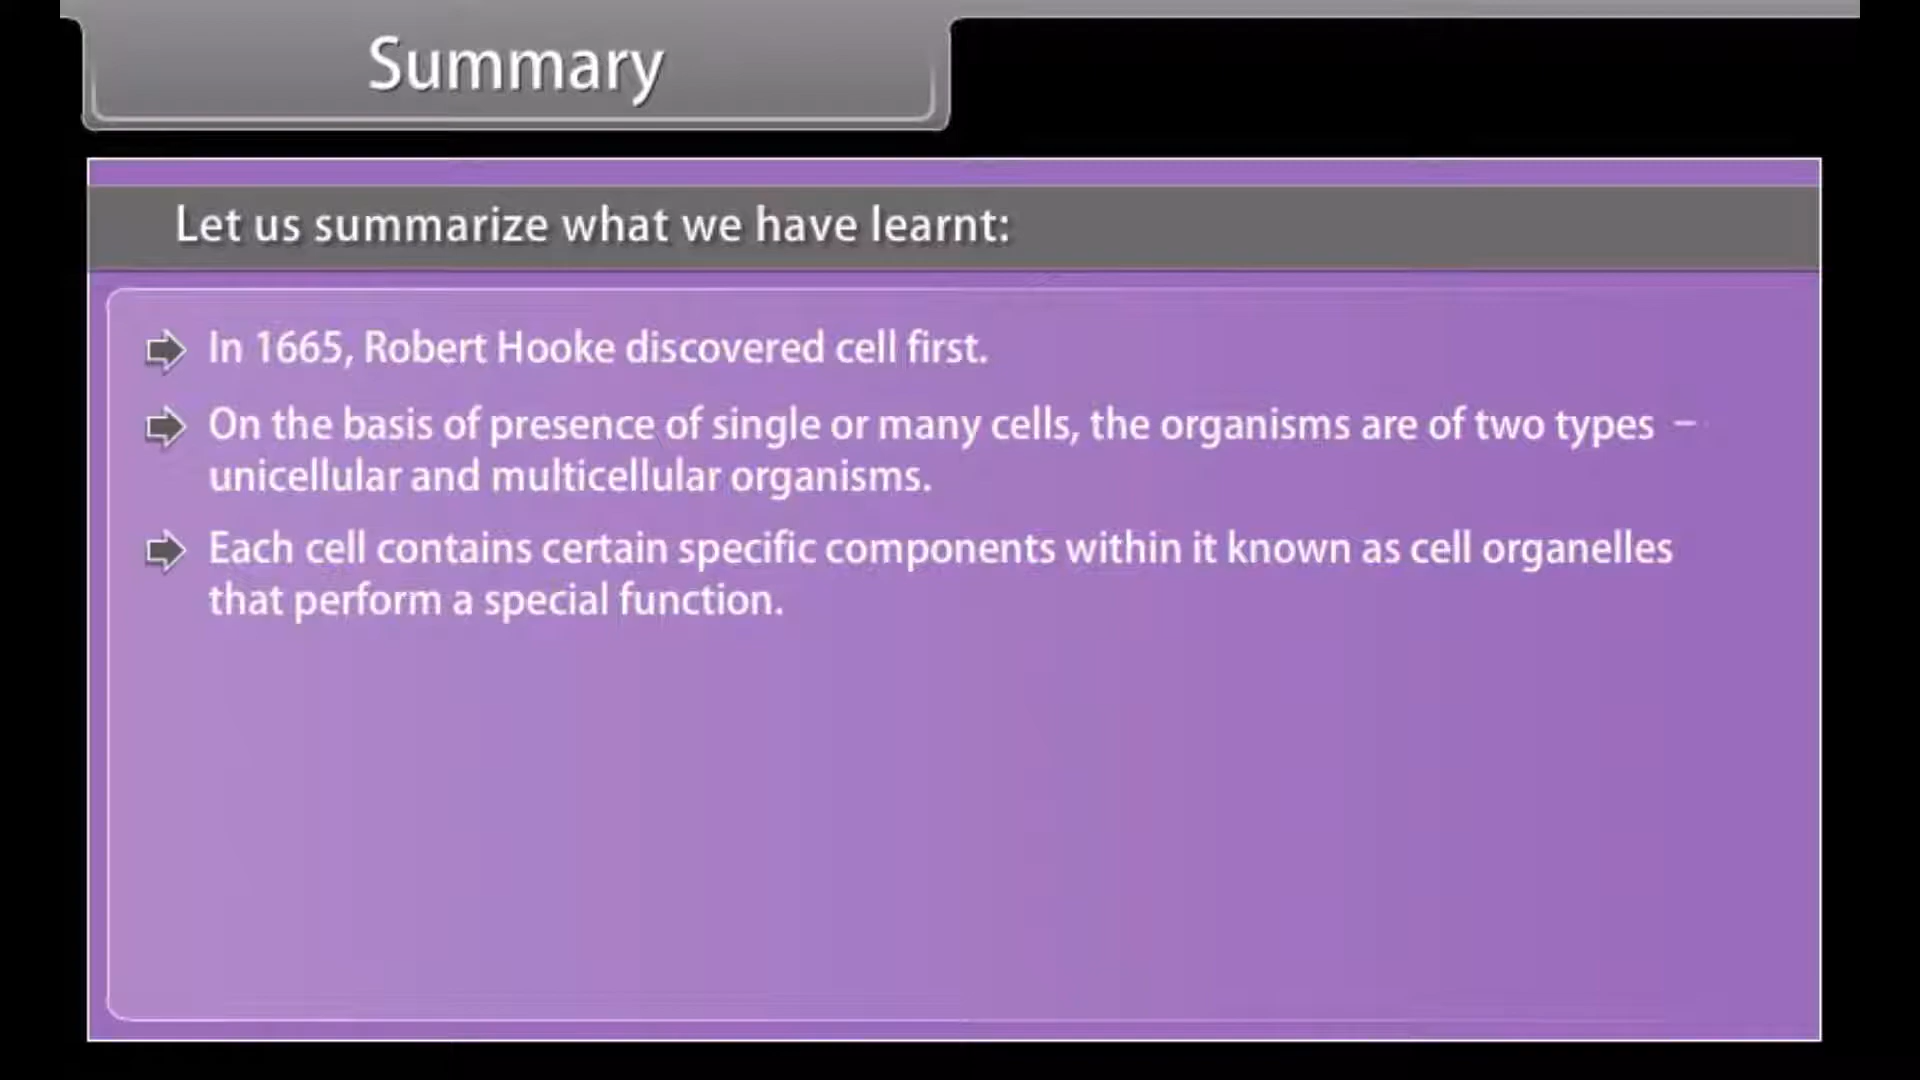 Summary
Let us summarize what we have learnt:
In 1665, Robert Hooke discovered cell first.
On the basis of presence of single or many cells, the organisms are of two types –
unicellular and multicellular organisms.
Each cell contains certain specific components within it known as cell organelles
that perform a special function.